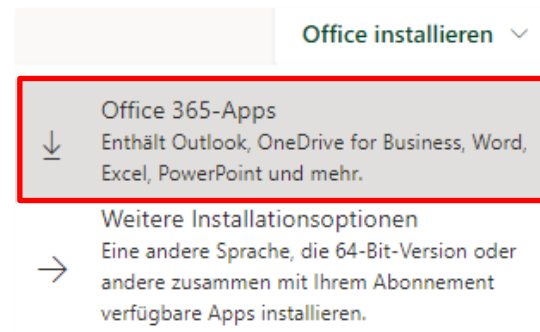 Office installieren
Office 365-Apps
Enthält Outlook, OneDrive for Business, Word,
Excel, PowerPoint und mehr.
Weitere Installationsoptionen
Eine andere Sprache, die 64-Bit-Version oder
andere zusammen mit Ihrem Abonnement
verfügbare Apps installieren.